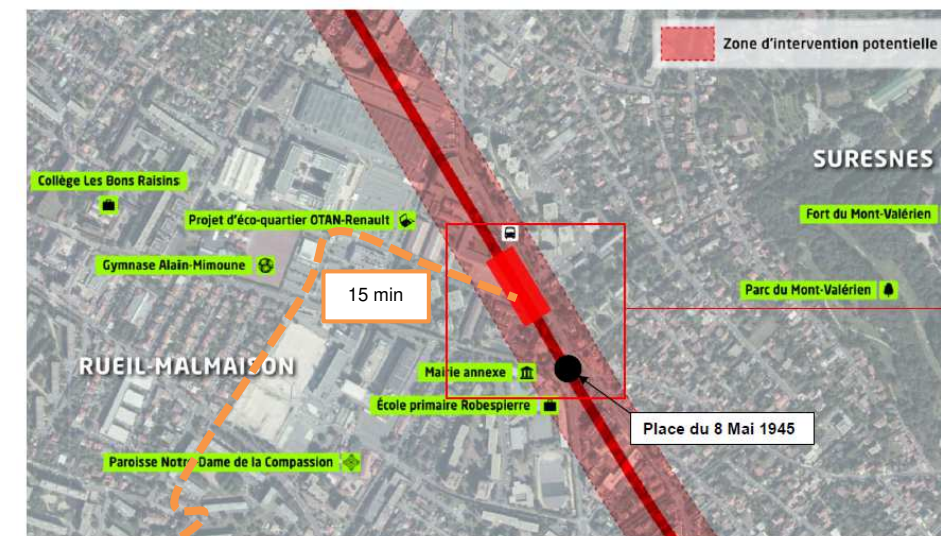 Zone d'intervention potentielle
SURESNES
Collège Les Bons Raisins
Fort du Mont-Valérien
Projet d'éco-quartier OTAN-Renault
Gymnase Alain-Mimoune
15 min
Parc du Mont-Valérien
RUEIL-MALMAISON
Mairie annexe
École primaire Robespierre
Place du 8 Mai 1945
Paroisse Notre-Dame de la Compassion